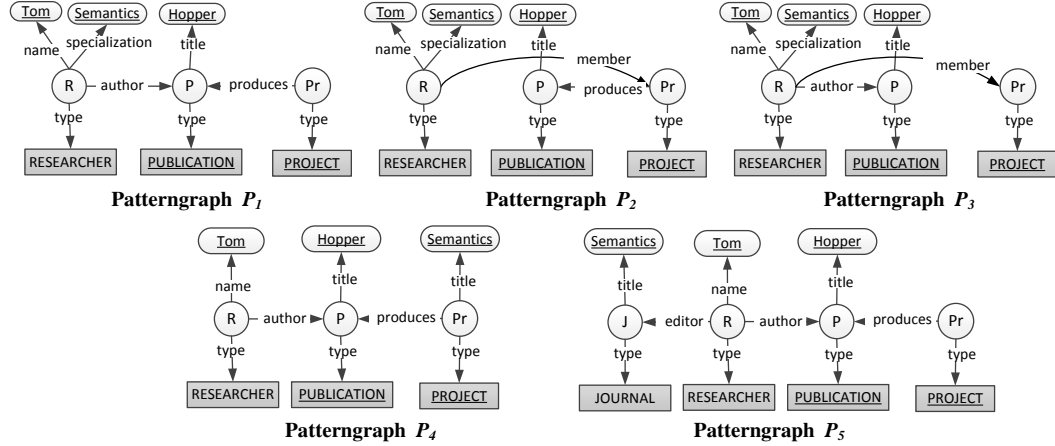 Tom Semantics Hopper Tom Semantics Hopper Tom Semantics Hopper
name specialization title name specialization title member name specialization title member
R author P produces Pr R P produces Pr R author P Pr
type type type type type type type type type
RESEARCHER PUBLICATION PROJECT RESEARCHER PUBLICATION PROJECT RESEARCHER PUBLICATION PROJECT
Patterngraph P1 Patterngraph P2 Patterngraph P3
Tom Hopper Semantics Semantics Tom Hopper
name title title title name title
R author P produces Pr J editor R author P produces Pr
type type type type type type type
RESEARCHER PUBLICATION PROJECT JOURNAL RESEARCHER PUBLICATION PROJECT
Patterngraph P4 Patterngraph P5